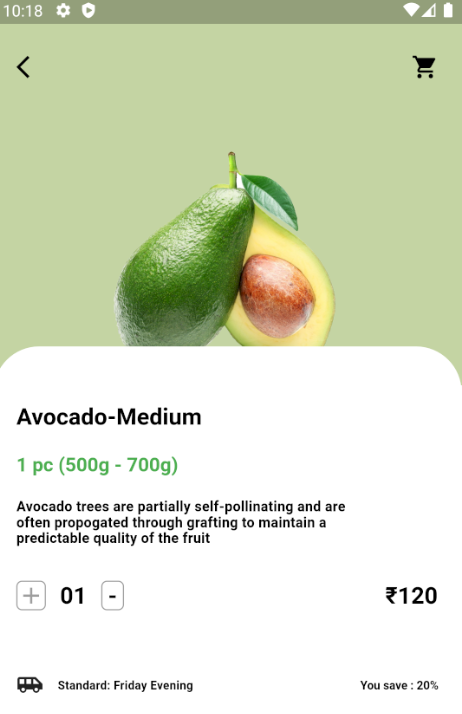 10:18
Avocado-Medium
1 pc (500g - 700g)
Avocado trees are partially self-pollinating and are
often propogated through grafting to maintain a
predictable quality of the fruit
+ 01 - ₹120
Standard: Friday Evening You save : 20%